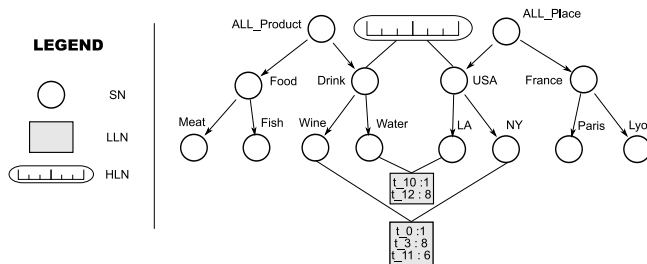 LEGEND
SN
LLN
HLN
ALL_Product
ALL_Place
Food
Drink
USA
France
Meat
Fish
Wine
Water
LA
NY
Paris
Lyo
t_10 :1
t_12 : 8
t_0 :1
t_3 : 8
t_11 : 6